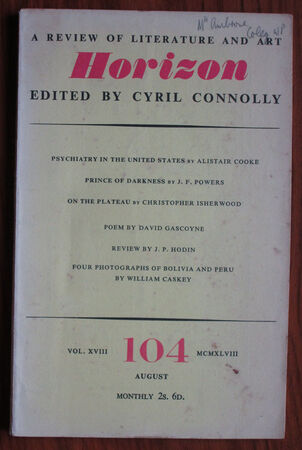 A REVIEW OF LITERATURE AND ART
Horizon
EDITED BY CYRIL CONNOLLY
PSYCHIATRY IN THE UNITED STATES BY ALISTAIR COOKE
PRINCE OF DARKNESS BY J. F. POWERS
ON THE PLATEAU BY CHRISTOPHER ISHERWOOD
POEM BY DAVID GASCOYNE
REVIEW BY J. P. HODIN
FOUR PHOTOGRAPHS OF BOLIVIA AND PERU
BY WILLIAM CASKEY
VOL. XVIII 104 MCMXLVIII
AUGUST
MONTHLY 2s. 6D.